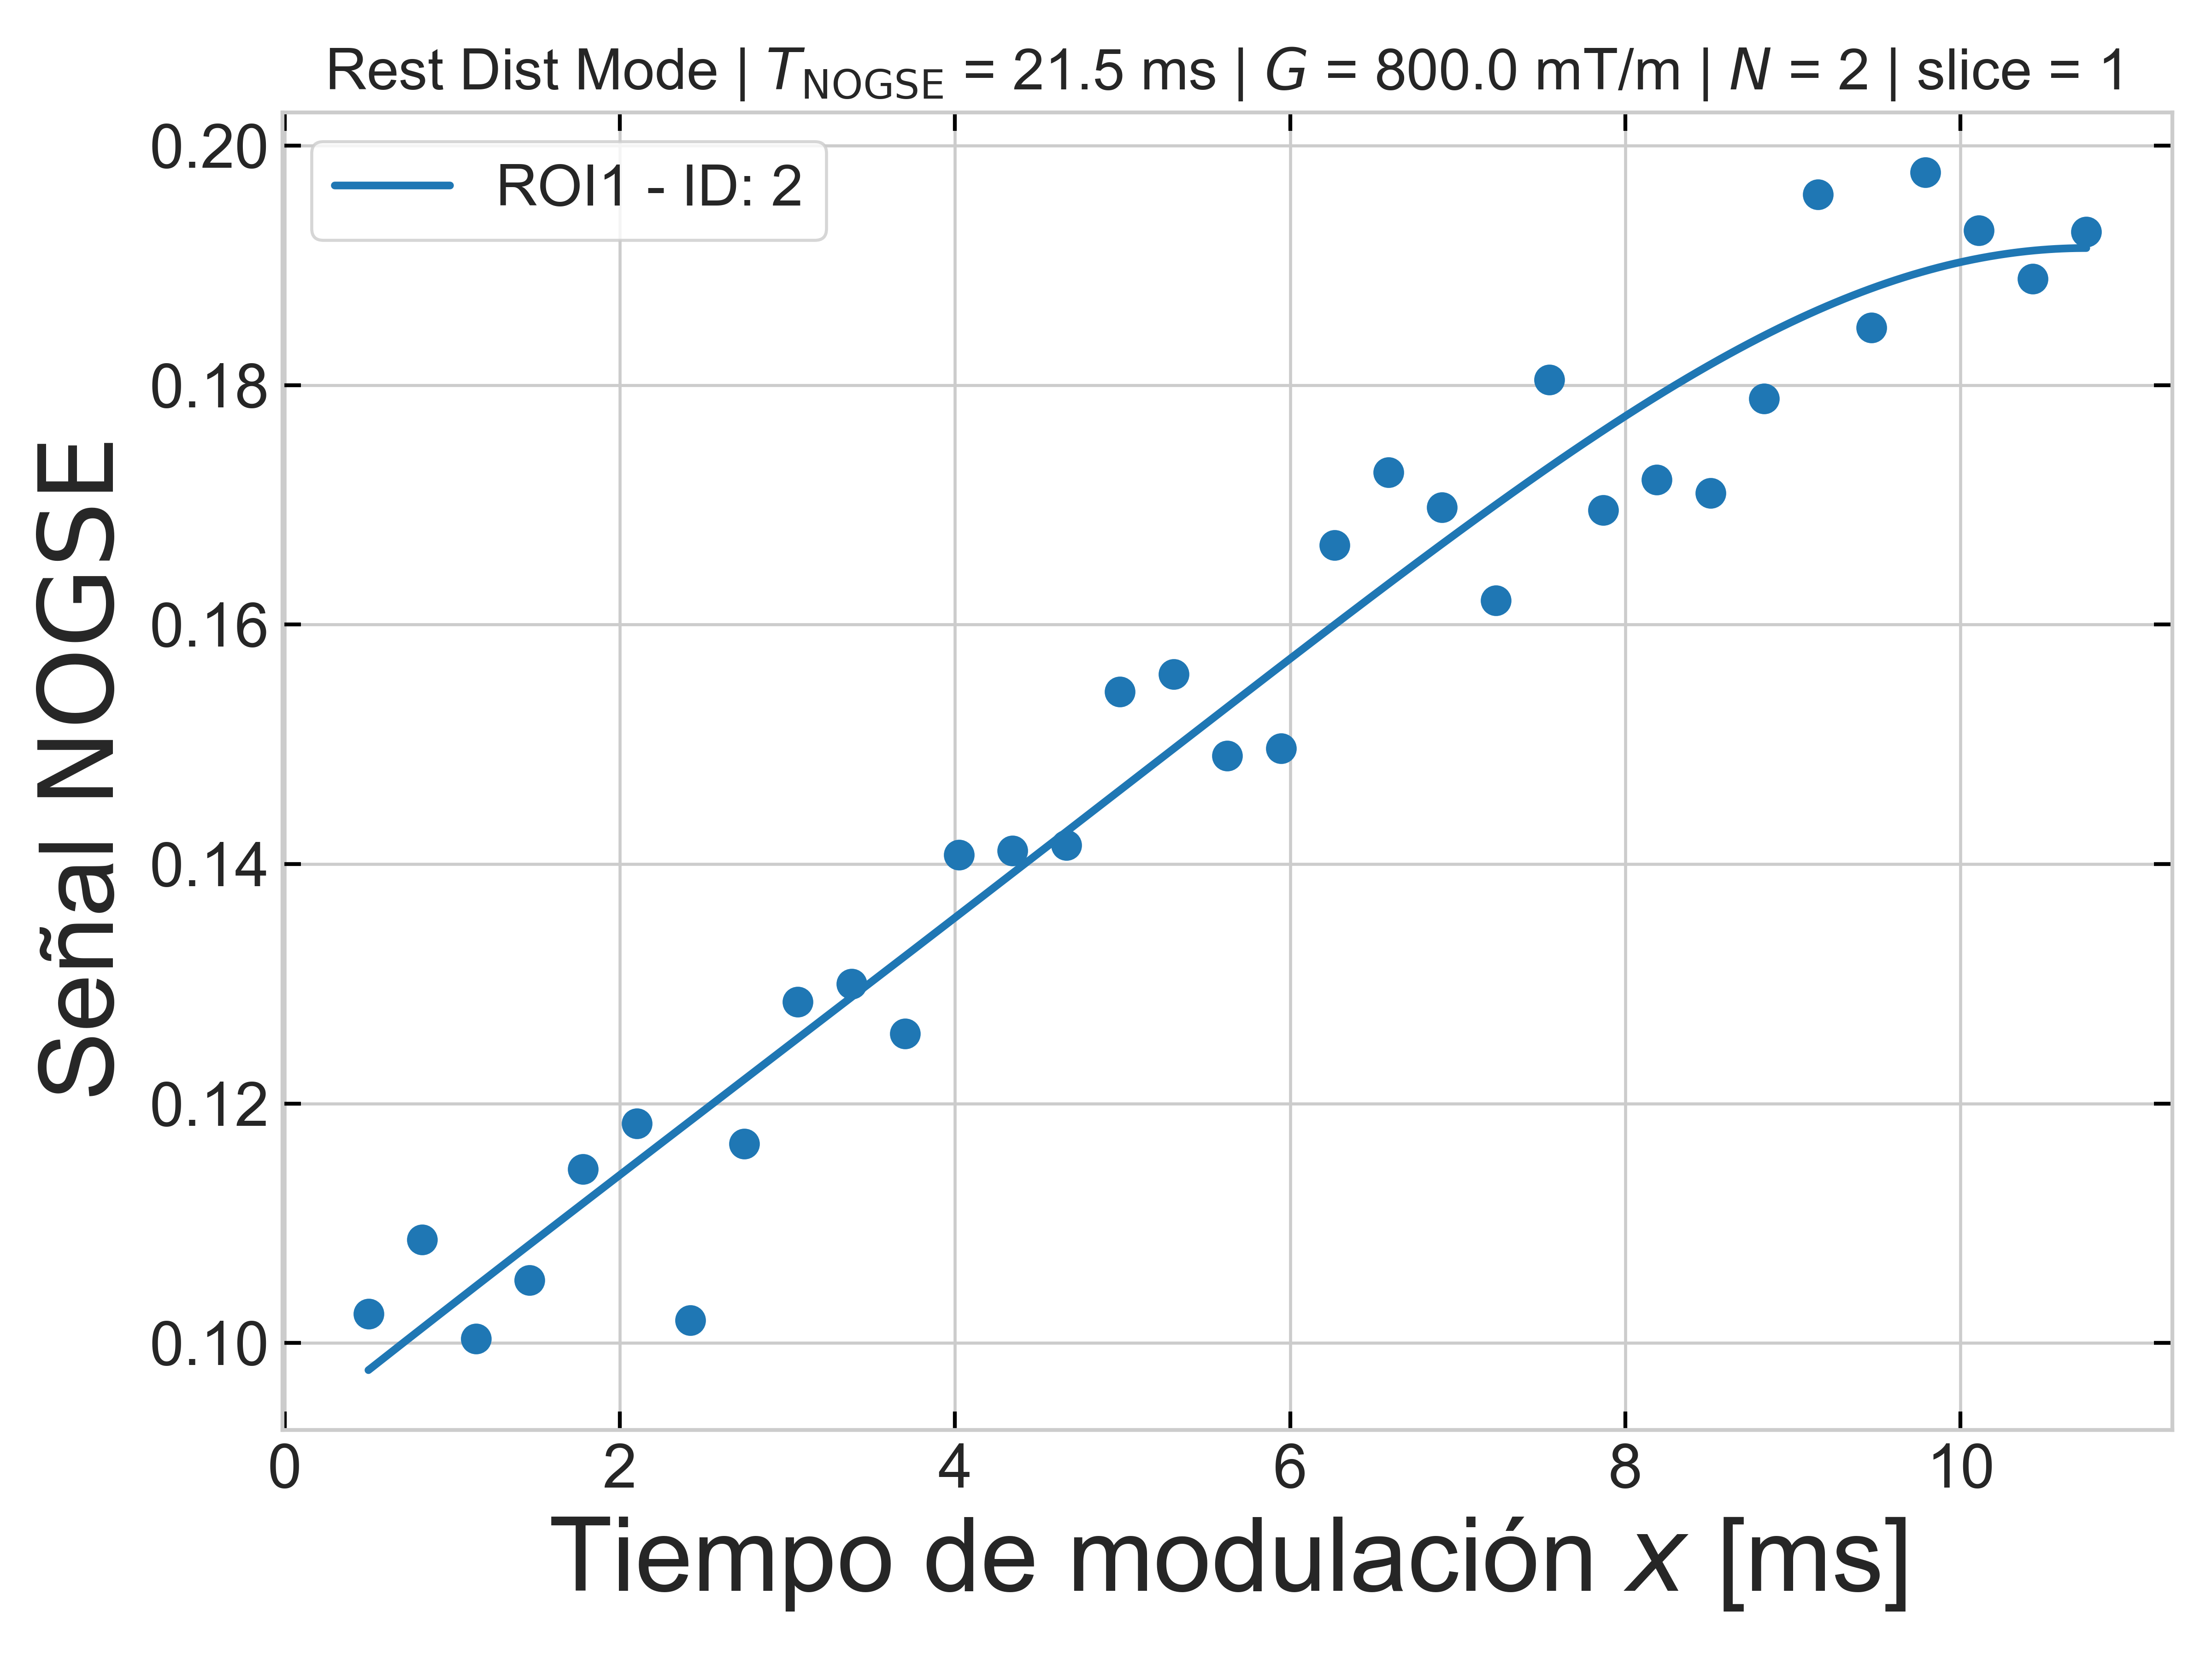 Rest Dist Mode | T_NOGSE = 21.5 ms | G = 800.0 mT/m | N = 2 | slice = 1
ROI1 - ID: 2
0.20
0.18
0.16
0.14
0.12
0.10
Señal NOGSE
0 2 4 6 8 10
Tiempo de modulación x [ms]